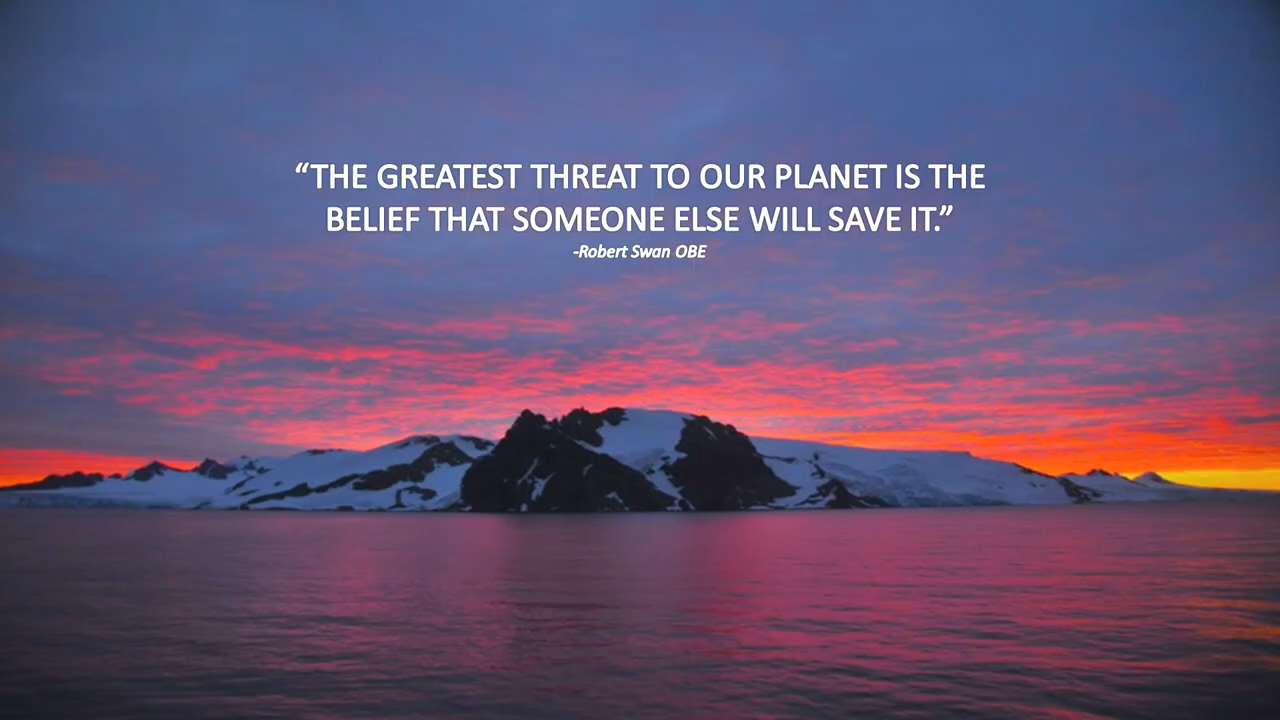 “THE GREATEST THREAT TO OUR PLANET IS THE
BELIEF THAT SOMEONE ELSE WILL SAVE IT.”
-Robert Swan OBE